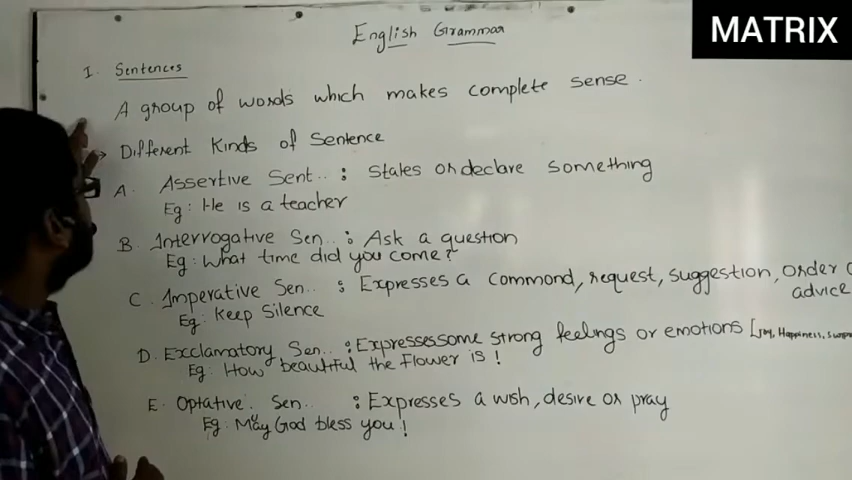 MATRIX
English Grammar
I. Sentences
A group of words which makes complete sense.
Different Kinds of Sentence
A. Assertive Sent.. : States or declare something
Eg: He is a teacher
B. Interrogative Sen.. : Ask a question
Eg: What time did you come?
C. Imperative Sen.. : Expresses a commond, request, suggestion, order
advice
Eg: Keep Silence
D. Exclamatory Sen.. : Expresses some strong feelings or emotions [Joy, Happiness,
Eg: How beautiful the Flower is!
E. Optative. Sen.. : Expresses a wish, desire or pray
Eg: May God bless you!